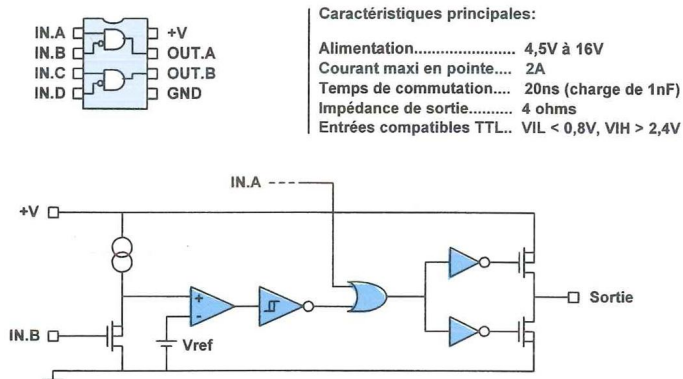 IN.A +V
IN.B OUT.A
IN.C OUT.B
IN.D GND
Caractéristiques principales:
Alimentation...................... 4,5V à 16V
Courant maxi en pointe.... 2A
Temps de commutation.... 20ns (charge de 1nF)
Impédance de sortie.......... 4 ohms
Entrées compatibles TTL.. VIL < 0,8V, VIH > 2,4V
IN.A
+V
+
-
Sortie
IN.B
Vref